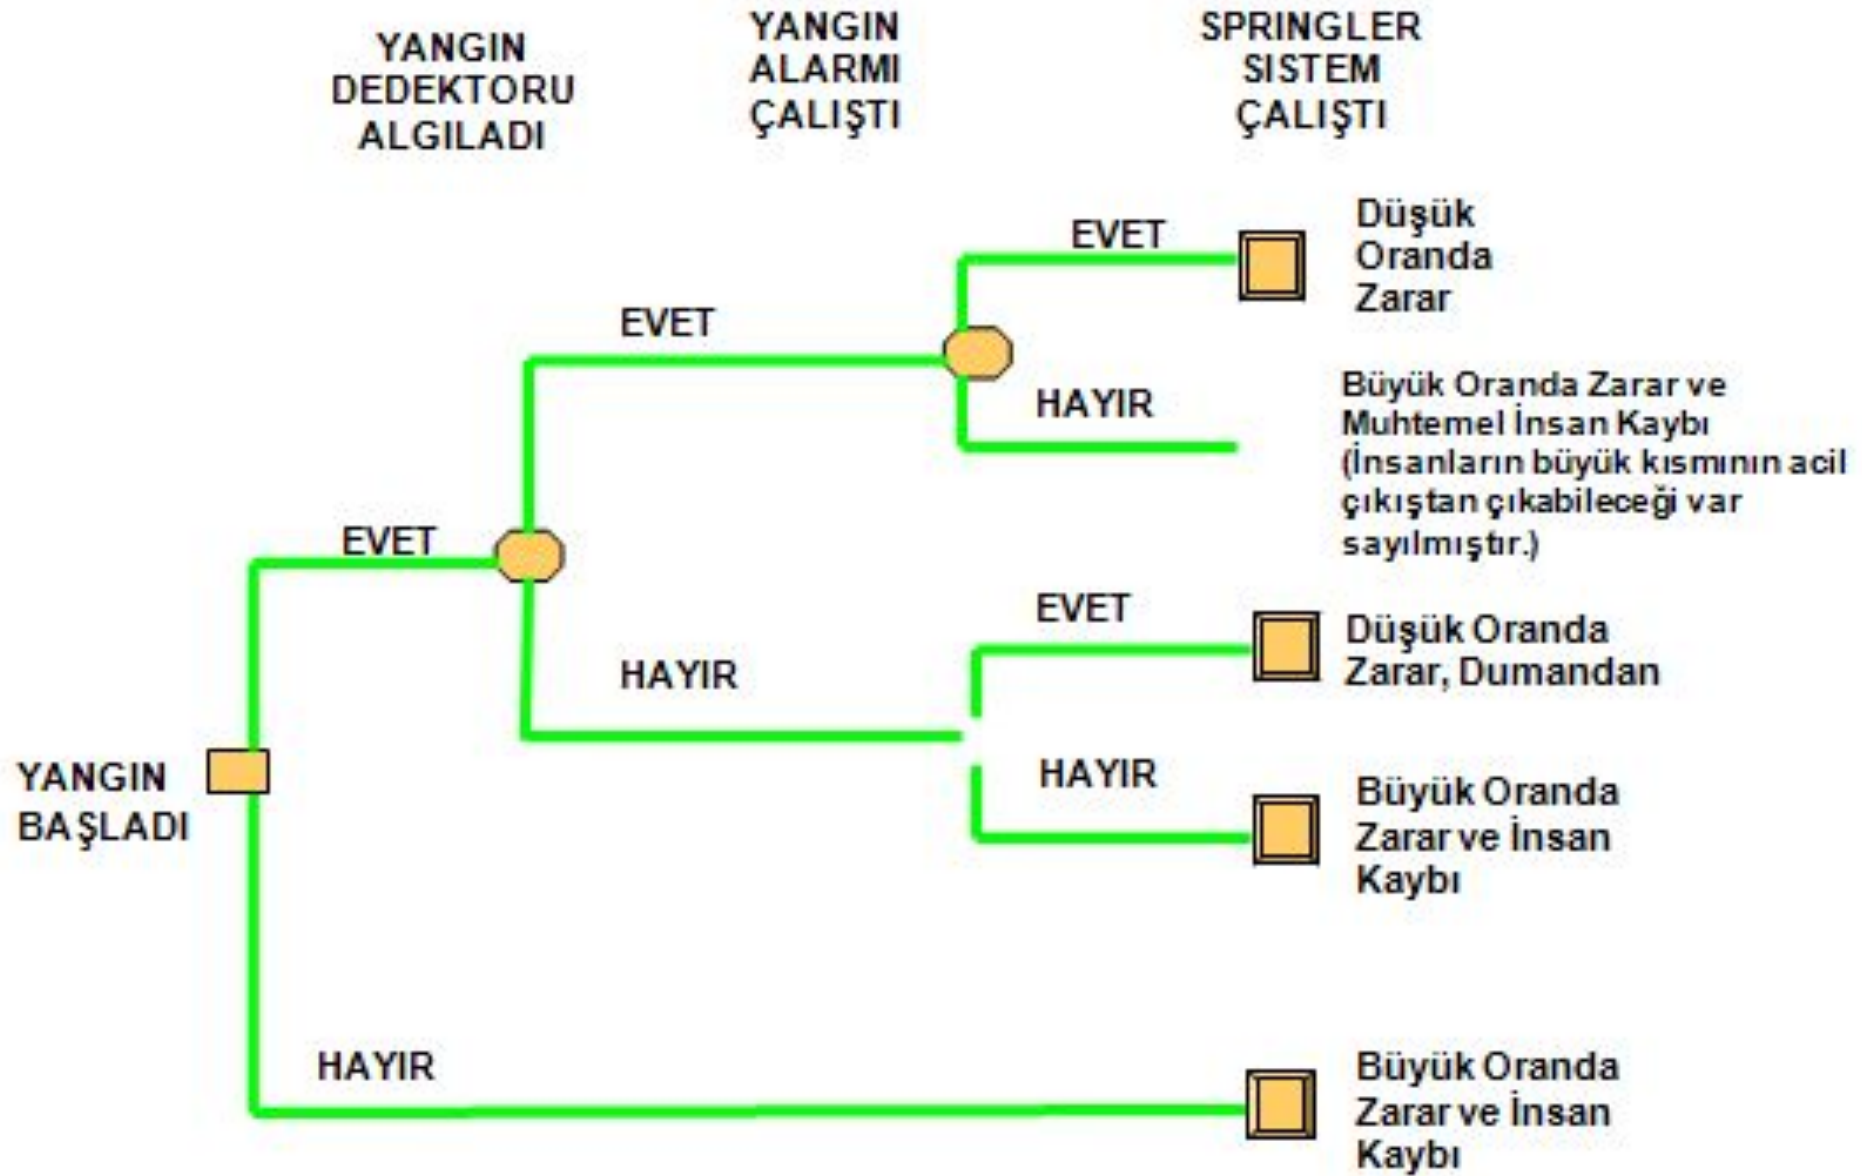 YANGIN
DEDEKTORU
ALGILADI
YANGIN
ALARMI
ÇALIŞTI
SPRINGLER
SISTEM
ÇALIŞTI
EVET
Düşük
Oranda
Zarar
EVET
HAYIR
Büyük Oranda Zarar ve
Muhtemel İnsan Kaybı
(İnsanların büyük kısmının acil
çıkıştan çıkabileceği var
sayılmıştır.)
EVET
EVET
Düşük Oranda
Zarar, Dumandan
HAYIR
HAYIR
Büyük Oranda
Zarar ve İnsan
Kaybı
YANGIN
BAŞLADI
HAYIR
Büyük Oranda
Zarar ve İnsan
Kaybı